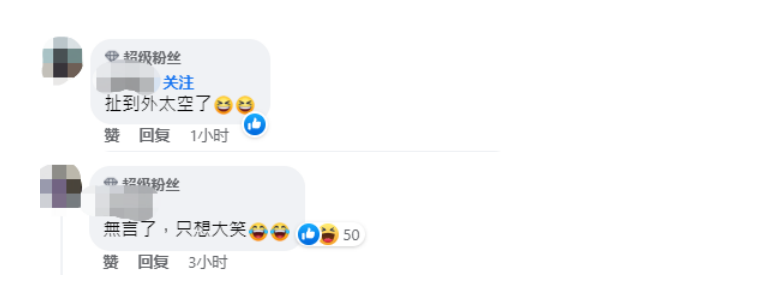 超级粉丝
关注
扯到外太空了😆😆
赞 回复 1小时
超级粉丝
無言了，只想大笑😂😂
50
赞 回复 3小时